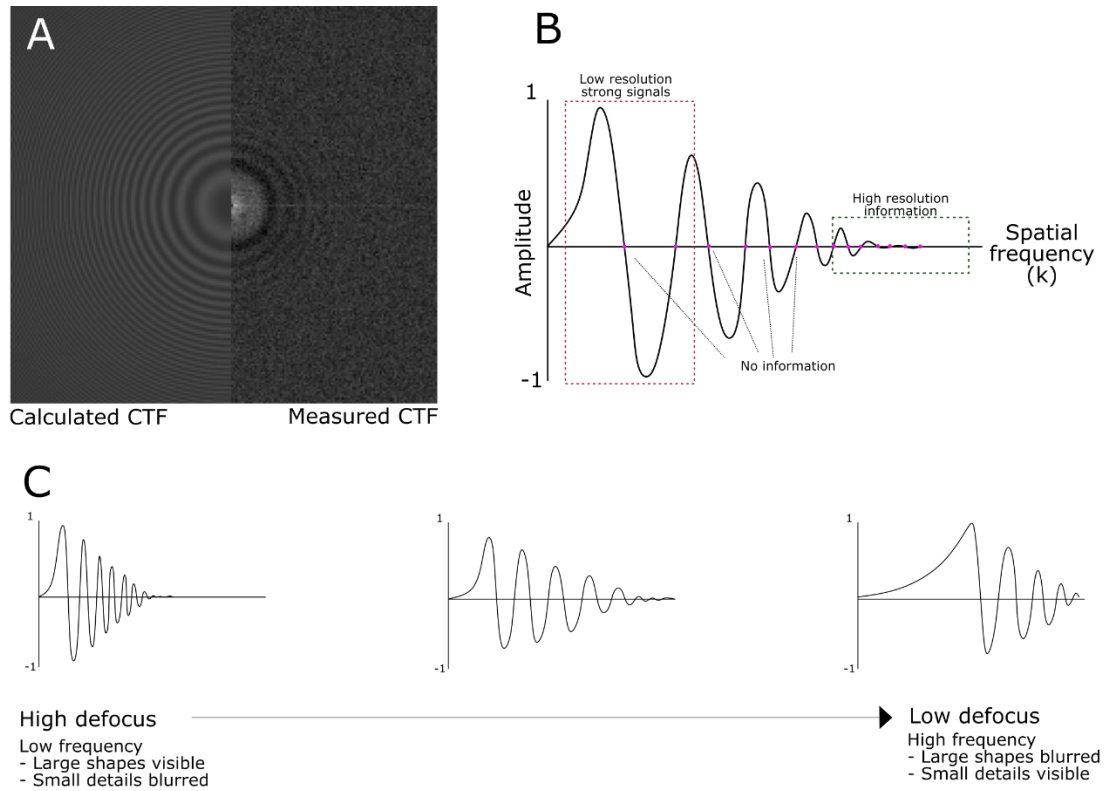 A
Calculated CTF
Measured CTF
B
1
Low resolution
strong signals
High resolution
information
Amplitude
Spatial
frequency
(k)
No information
-1
C
1
-1
1
-1
1
-1
High defocus
Low frequency
- Large shapes visible
- Small details blurred
Low defocus
High frequency
- Large shapes blurred
- Small details visible